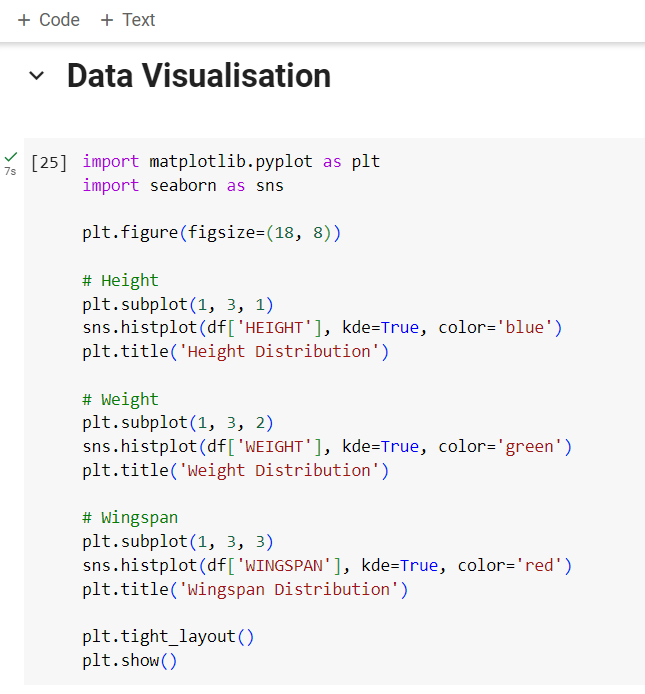 + Code + Text
Data Visualisation
[25] import matplotlib.pyplot as plt
7s
import seaborn as sns
plt.figure(figsize=(18, 8))
# Height
plt.subplot(1, 3, 1)
sns.histplot(df['HEIGHT'], kde=True, color='blue')
plt.title('Height Distribution')
# Weight
plt.subplot(1, 3, 2)
sns.histplot(df['WEIGHT'], kde=True, color='green')
plt.title('Weight Distribution')
# Wingspan
plt.subplot(1, 3, 3)
sns.histplot(df['WINGSPAN'], kde=True, color='red')
plt.title('Wingspan Distribution')
plt.tight_layout()
plt.show()